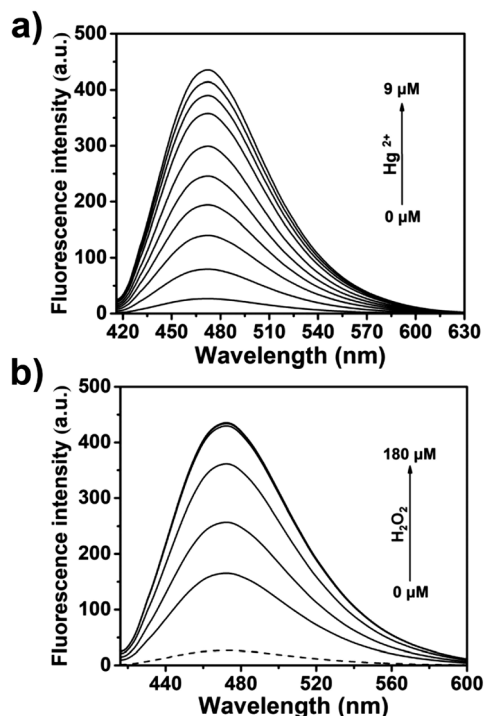 a)
500
400
300
200
100
0
Fluorescence intensity (a.u.)
9 μM
Hg 2+
0 μM
420 450 480 510 540 570 600 630
Wavelength (nm)
b)
500
400
300
200
100
0
Fluorescence intensity (a.u.)
180 μM
H₂O₂
0 μM
440 480 520 560 600
Wavelength (nm)